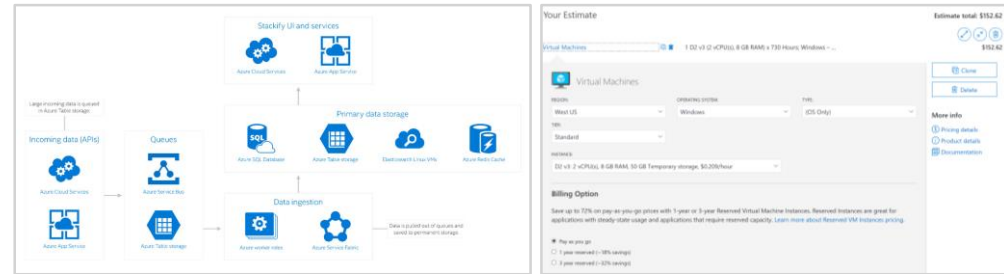 Stackify UI and services
Azure Cloud Services
Azure App Service
Large incoming data is queued
in Azure Table storage.
Incoming data (APIs)
Azure Cloud Services
Azure App Service
Queues
Azure Service Bus
Azure Table storage
Primary data storage
SQL
Azure SQL Database
Azure Table storage
Elasticsearch Linux VMs
Azure Redis Cache
Data ingestion
Azure worker roles
Azure Service Fabric
Data is pulled out of queues and
saved to permanent storage.
Your Estimate
Estimate total: $152.62
Virtual Machines
1 D2 v3 (2 vCPU(s), 8 GB RAM) x 730 Hours; Windows – ...
$152.62
Virtual Machines
REGION:
West US
OPERATING SYSTEM:
Windows
TYPE:
(OS Only)
TIER:
Standard
INSTANCE:
D2 v3: 2 vCPU(s), 8 GB RAM, 50 GB Temporary storage, $0.209/hour
Clone
Delete
More info
Pricing details
Product details
Documentation
Billing Option
Save up to 72% on pay-as-you-go prices with 1-year or 3-year Reserved Virtual Machine Instances. Reserved Instances are great for
applications with steady-state usage and applications that require reserved capacity. Learn more about Reserved VM Instances pricing.
Pay as you go
1 year reserved (~38% savings)
3 year reserved (~52% savings)